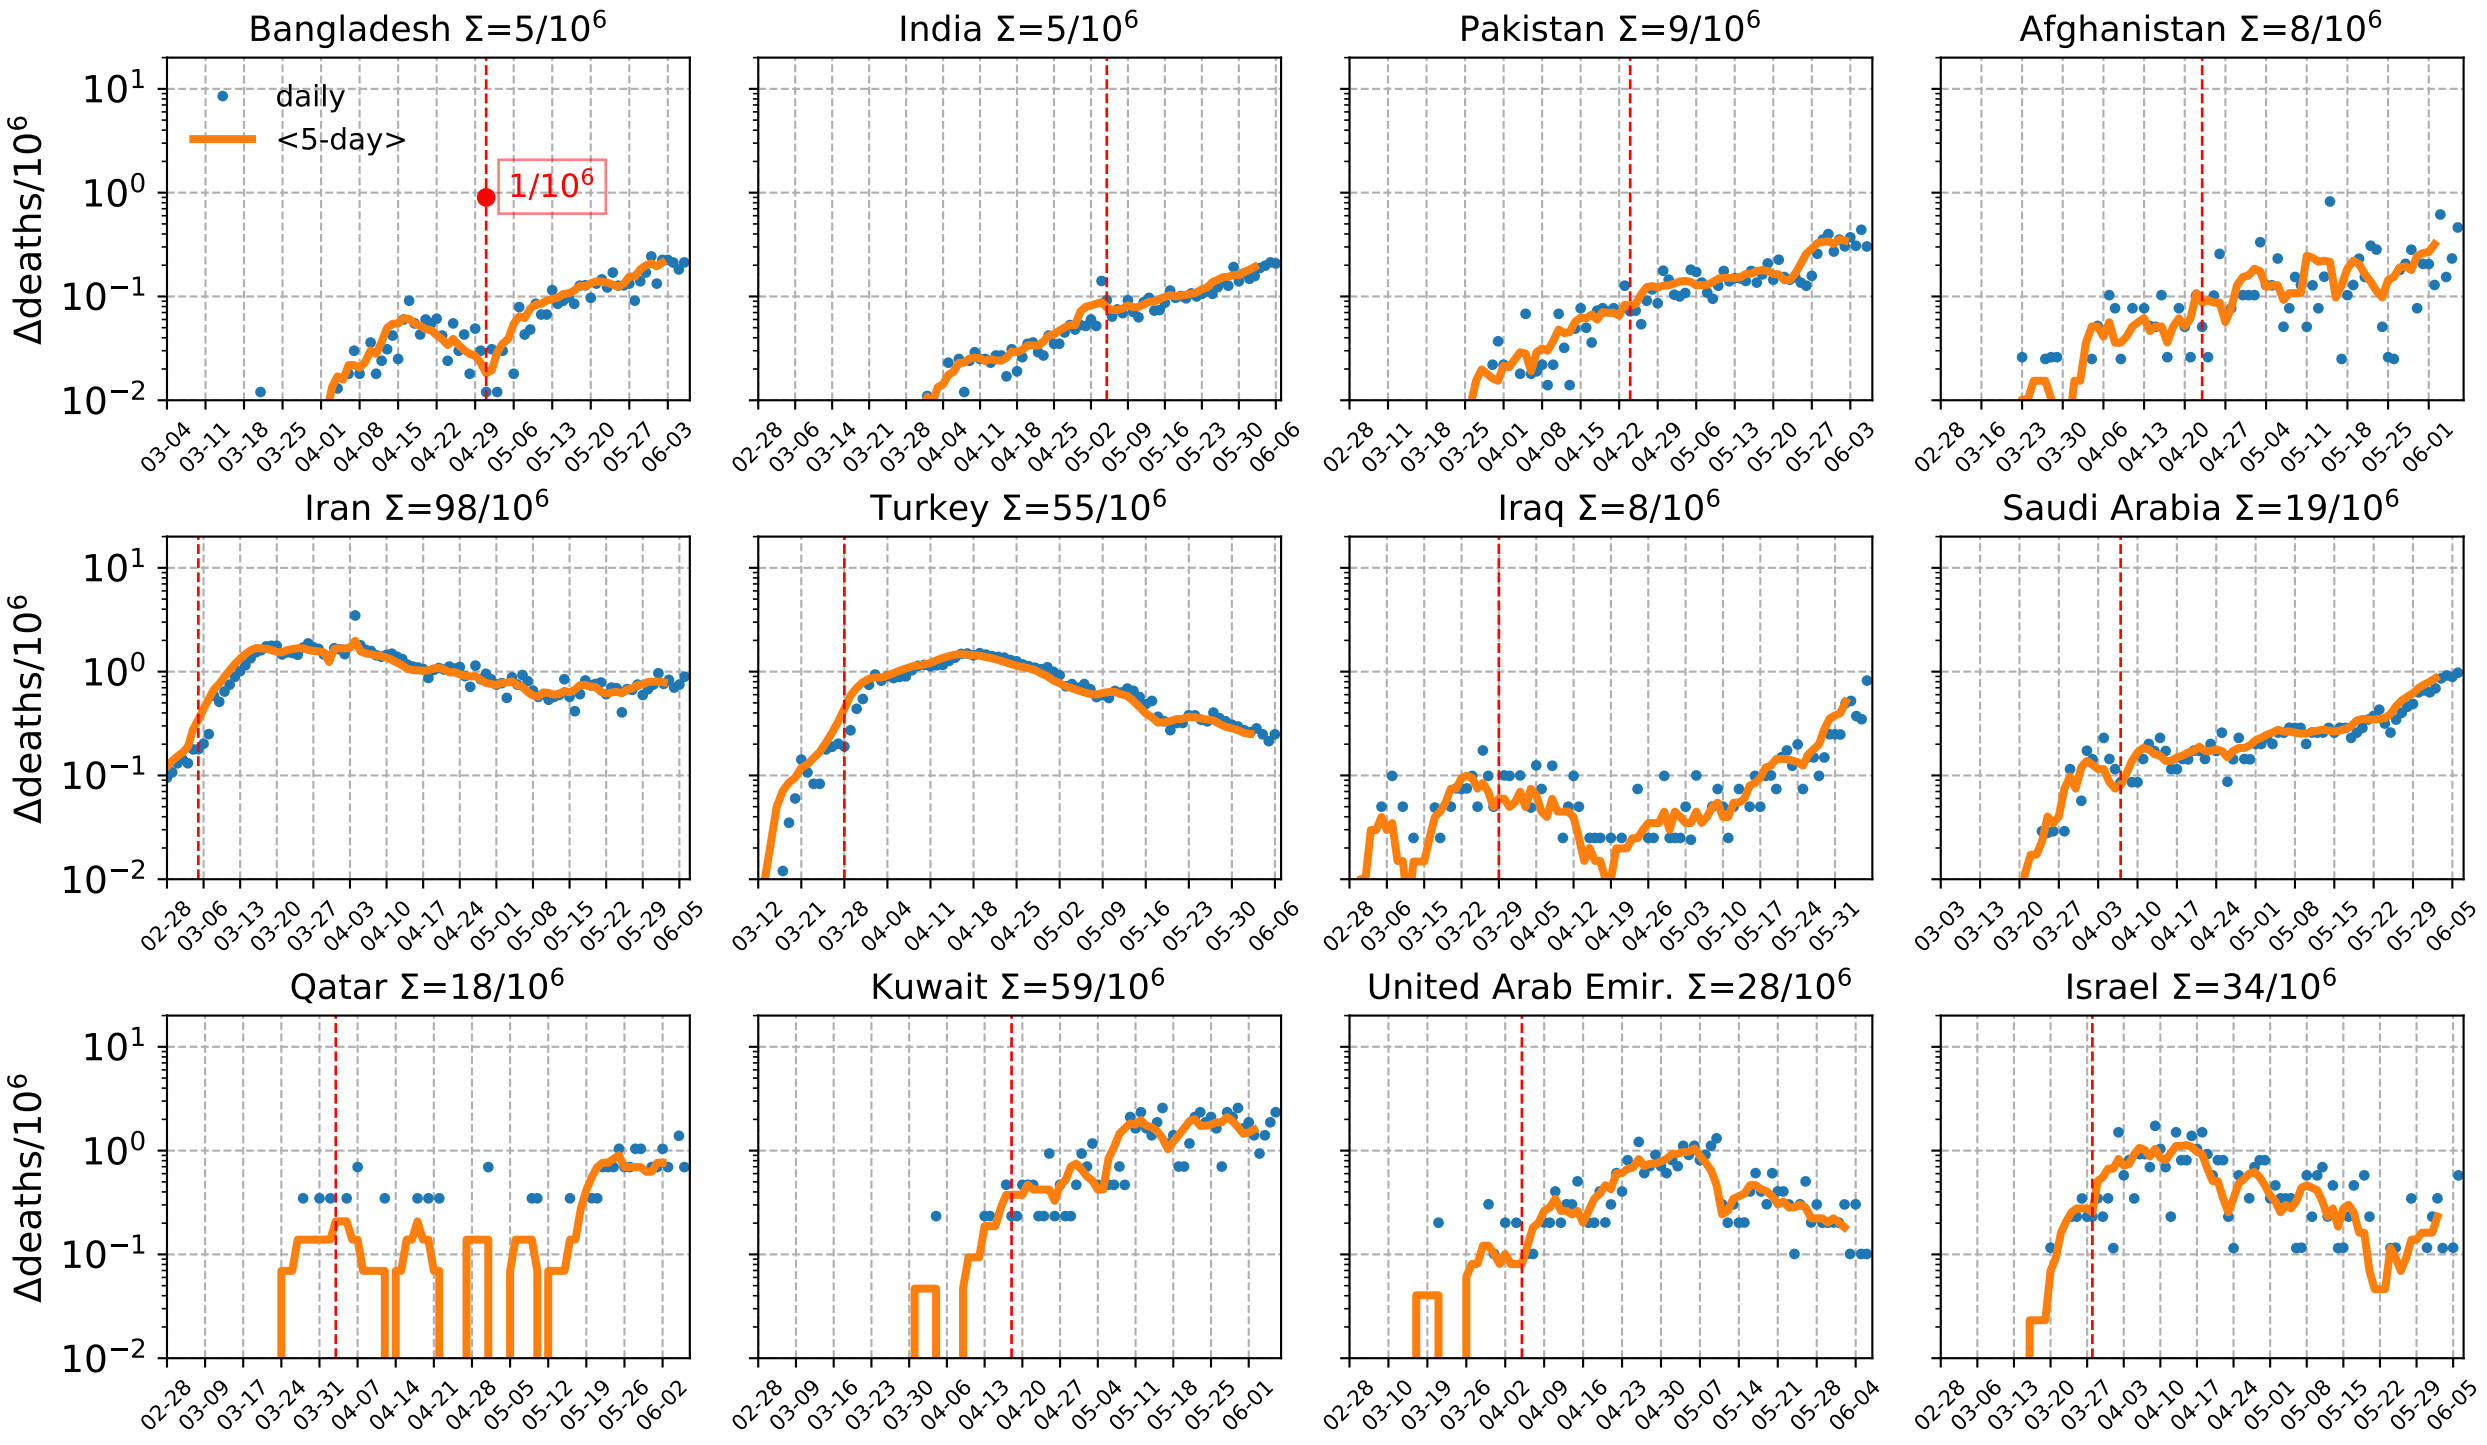 Bangladesh Σ=5/10⁶ India Σ=5/10⁶ Pakistan Σ=9/10⁶ Afghanistan Σ=8/10⁶
Δdeaths/10⁶
10¹
10⁰
10⁻¹
10⁻²
daily
<5-day>
1/10⁶
03-04 03-11 03-18 03-25 04-01 04-08 04-15 04-22 04-29 05-06 05-13 05-20 05-27 06-03
02-28 03-06 03-14 03-21 03-28 04-04 04-11 04-18 04-25 05-02 05-09 05-16 05-23 05-30 06-06
02-28 03-11 03-18 03-25 04-01 04-08 04-15 04-22 04-29 05-06 05-13 05-20 05-27 06-03
02-28 03-16 03-23 03-30 04-06 04-13 04-20 04-27 05-04 05-11 05-18 05-25 06-01
Iran Σ=98/10⁶ Turkey Σ=55/10⁶ Iraq Σ=8/10⁶ Saudi Arabia Σ=19/10⁶
Δdeaths/10⁶
10¹
10⁰
10⁻¹
10⁻²
02-28 03-06 03-13 03-20 03-27 04-03 04-10 04-17 04-24 05-01 05-08 05-15 05-22 05-29 06-05
03-12 03-21 03-28 04-04 04-11 04-18 04-25 05-02 05-09 05-16 05-23 05-30 06-06
02-28 03-06 03-15 03-22 03-29 04-05 04-12 04-19 04-26 05-03 05-10 05-17 05-24 05-31
03-03 03-13 03-20 03-27 04-03 04-10 04-17 04-24 05-01 05-08 05-15 05-22 05-29 06-05
Qatar Σ=18/10⁶ Kuwait Σ=59/10⁶ United Arab Emir. Σ=28/10⁶ Israel Σ=34/10⁶
Δdeaths/10⁶
10¹
10⁰
10⁻¹
10⁻²
02-28 03-09 03-17 03-24 03-31 04-07 04-14 04-21 04-28 05-05 05-12 05-19 05-26 06-02
02-28 03-09 03-16 03-23 03-30 04-06 04-13 04-20 04-27 05-04 05-11 05-18 05-25 06-01
02-28 03-10 03-19 03-26 04-02 04-09 04-16 04-23 04-30 05-07 05-14 05-21 05-28 06-04
02-28 03-06 03-13 03-20 03-27 04-03 04-10 04-17 04-24 05-01 05-08 05-15 05-22 05-29 06-05